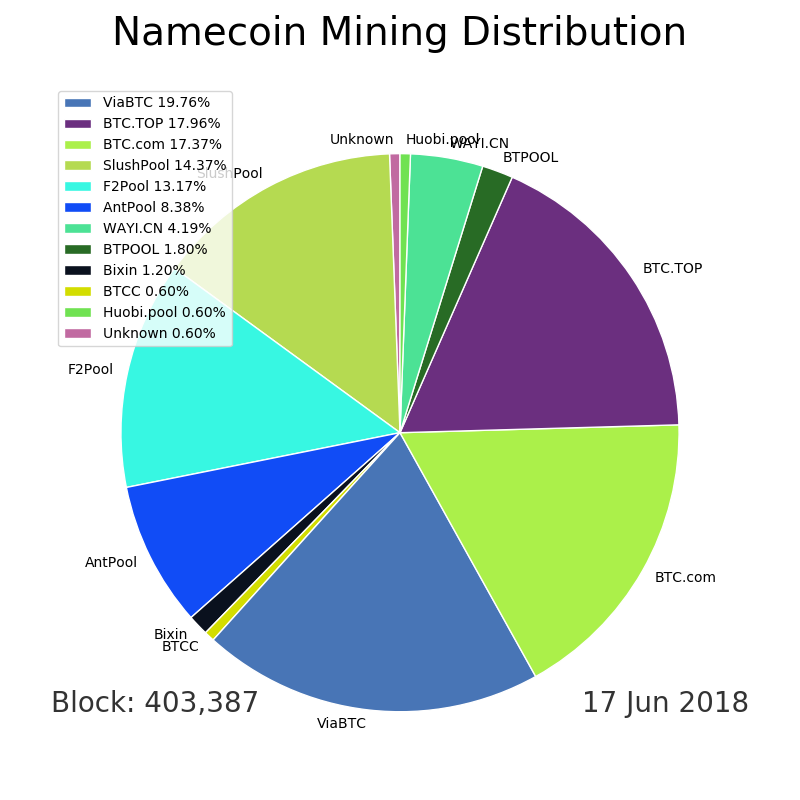 Namecoin Mining Distribution
ViaBTC 19.76%
BTC.TOP 17.96%
BTC.com 17.37%
SlushPool 14.37%
F2Pool 13.17%
AntPool 8.38%
WAYI.CN 4.19%
BTPOOL 1.80%
Bixin 1.20%
BTCC 0.60%
Huobi.pool 0.60%
Unknown 0.60%
Unknown
Huobi.pool
WAYI.CN
BTPOOL
SlushPool
BTC.TOP
F2Pool
AntPool
BTC.com
Bixin
BTCC
ViaBTC
Block: 403,387
17 Jun 2018